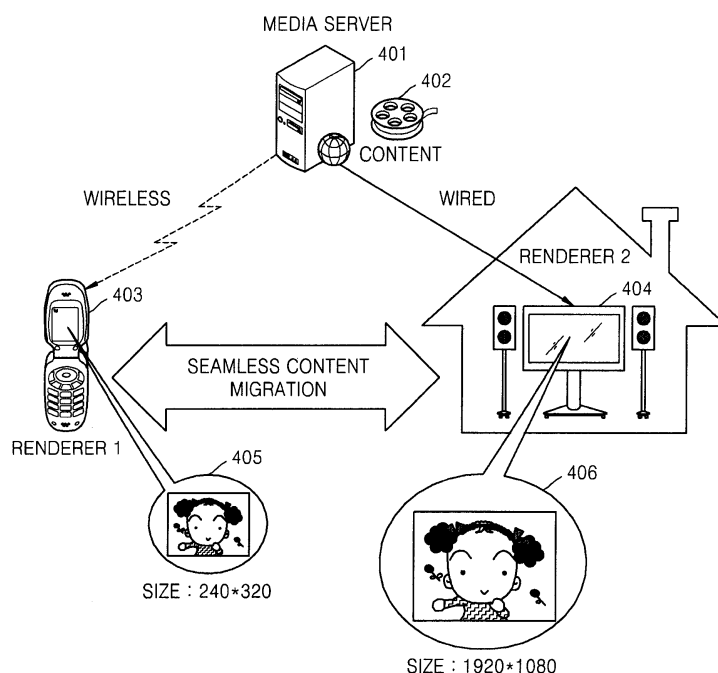 MEDIA SERVER
401
402
CONTENT
WIRELESS
WIRED
RENDERER 2
403
404
SEAMLESS CONTENT
MIGRATION
RENDERER 1
405
406
SIZE : 240*320
SIZE : 1920*1080